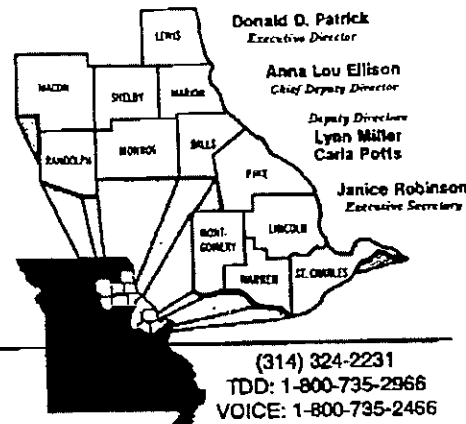 Donald D. Patrick
Executive Director
Anna Lou Ellison
Chief Deputy Director
Deputy Directors
Lynn Miller
Carla Potts
Janice Robinson
Executive Secretary
LEWIS
MACON
SHELBY
MARION
RANDOLPH
MONROE
RALLS
PIKE
MONT-
GOMERY
LINCOLN
WARREN
ST. CHARLES
(314) 324-2231
TDD: 1-800-735-2966
VOICE: 1-800-735-2466